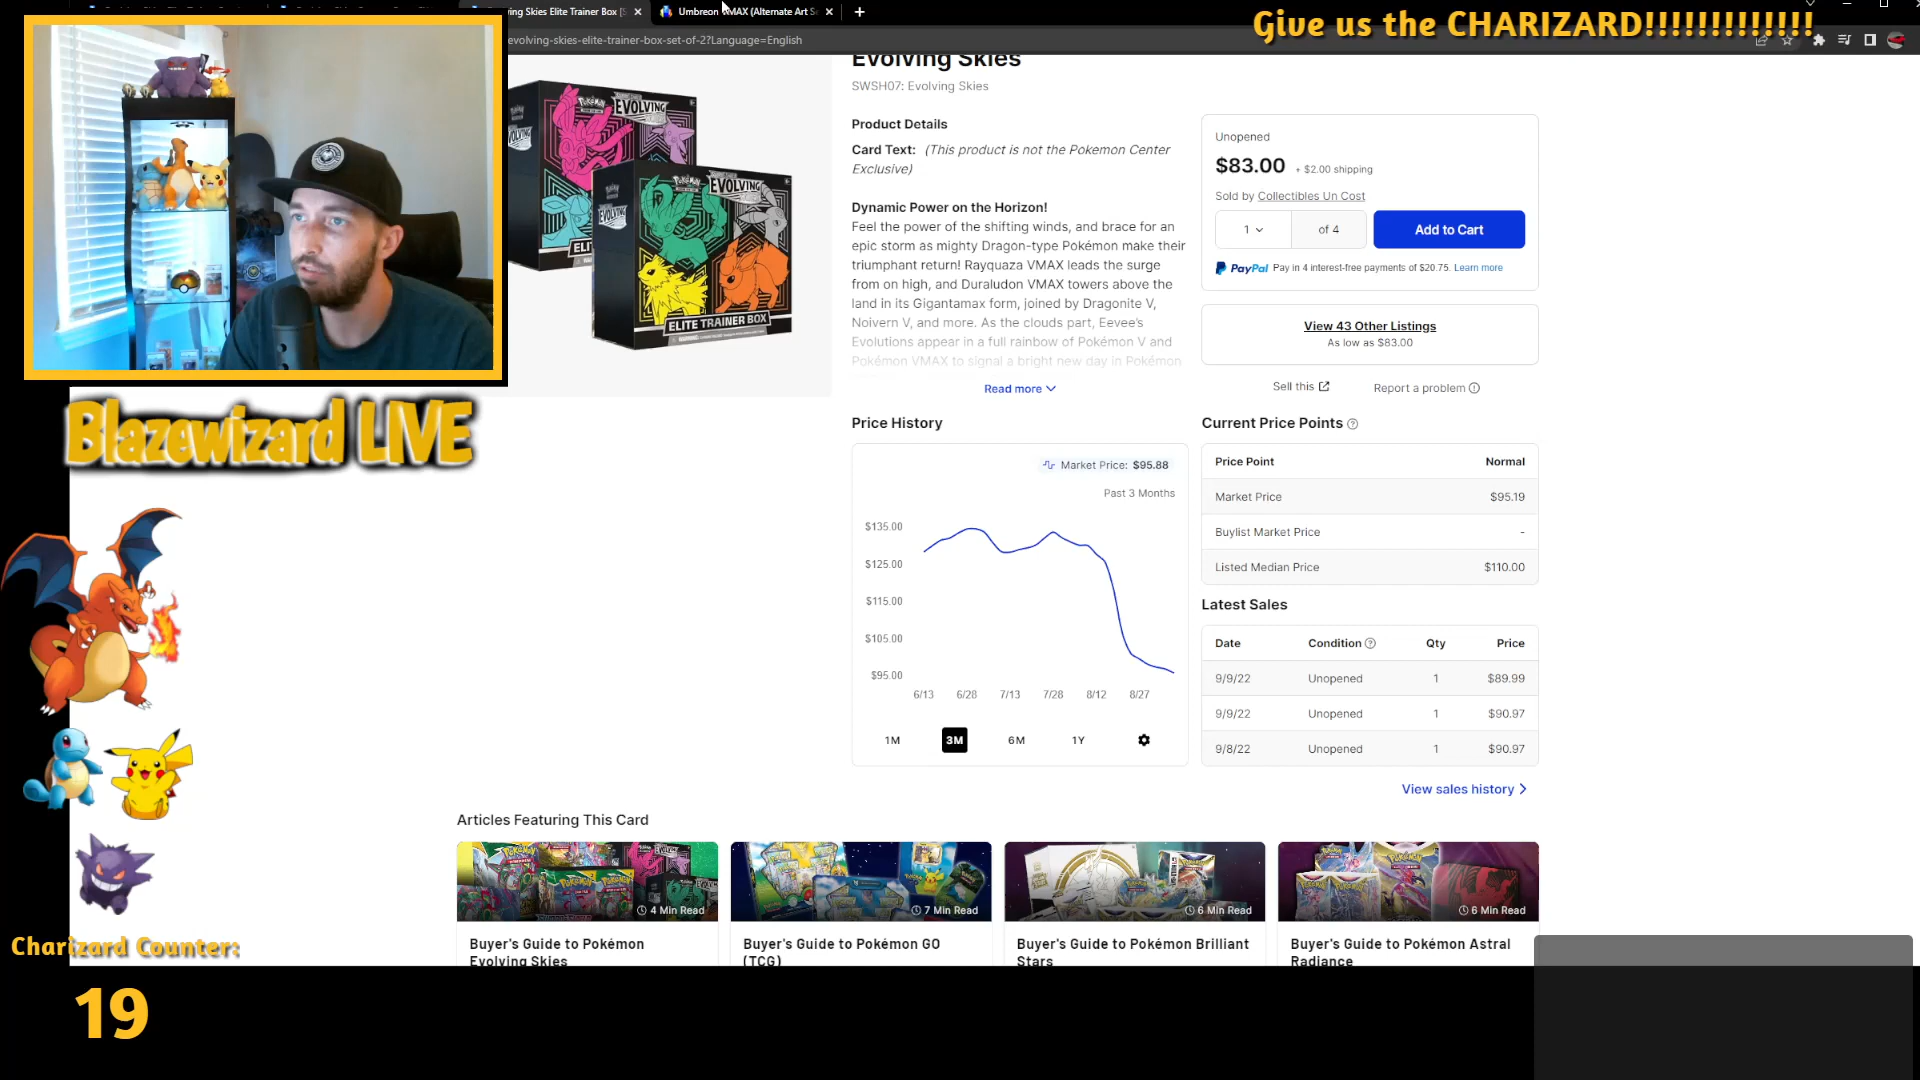 Evolving Skies Elite Trainer Box [S
Umbreon VMAX (Alternate Art Se
Give us the CHARIZARD!!!!!!!!!!!!!
evolving-skies-elite-trainer-box-set-of-2?Language=English
Evolving Skies
SWSH07: Evolving Skies
Product Details
Card Text: (This product is not the Pokemon Center
Exclusive)
Dynamic Power on the Horizon!
Feel the power of the shifting winds, and brace for an
epic storm as mighty Dragon-type Pokémon make their
triumphant return! Rayquaza VMAX leads the surge
from on high, and Duraludon VMAX towers above the
land in its Gigantamax form, joined by Dragonite V,
Noivern V, and more. As the clouds part, Eevee's
Evolutions appear in a full rainbow of Pokémon V and
Pokémon VMAX to signal a bright new day in Pokémon
Read more
Pokémon
EVOLVING
Pokémon
EVOLVING
EVOLVING
ELITE TRAINER BOX
Unopened
$83.00 + $2.00 shipping
Sold by Collectibles Un Cost
1 of 4
Add to Cart
PayPal Pay in 4 interest-free payments of $20.75. Learn more
View 43 Other Listings
As low as $83.00
Sell this
Report a problem
Blazewizard LIVE
Price History
Market Price: $95.88
Past 3 Months
$135.00
$125.00
$115.00
$105.00
$95.00
6/13 6/28 7/13 7/28 8/12 8/27
1M 3M 6M 1Y
Current Price Points
Price Point Normal
Market Price $95.19
Buylist Market Price -
Listed Median Price $110.00
Latest Sales
Date Condition Qty Price
9/9/22 Unopened 1 $89.99
9/9/22 Unopened 1 $90.97
9/8/22 Unopened 1 $90.97
View sales history
Articles Featuring This Card
4 Min Read
7 Min Read
6 Min Read
6 Min Read
Buyer's Guide to Pokémon
Evolving Skies
Buyer's Guide to Pokémon GO
(TCG)
Buyer's Guide to Pokémon Brilliant
Stars
Buyer's Guide to Pokémon Astral
Radiance
Charizard Counter:
19